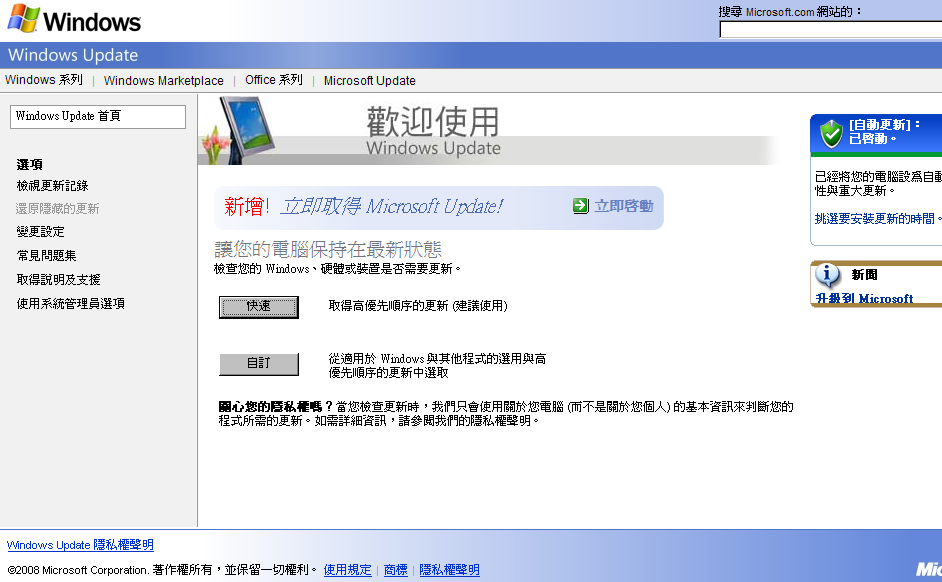 Windows
搜尋 Microsoft.com 網站的：
Windows Update
Windows 系列 | Windows Marketplace | Office 系列 | Microsoft Update
Windows Update 首頁
選項
檢視更新記錄
還原隱藏的更新
變更設定
常見問題集
取得說明及支援
使用系統管理員選項
歡迎使用
Windows Update
新增! 立即取得 Microsoft Update!
立即啓動
讓您的電腦保持在最新狀態
檢查您的 Windows、硬體或裝置是否需要更新。
快速
取得高優先順序的更新 (建議使用)
自訂
從適用於 Windows 與其他程式的選用與高
優先順序的更新中選取
關心您的隱私權嗎？當您檢查更新時，我們只會使用關於您電腦 (而不是關於您個人) 的基本資訊來判斷您的
程式所需的更新。如需詳細資訊，請參閱我們的隱私權聲明。
[自動更新]：
已啓動。
已經將您的電腦設爲自動
性與重大更新。
挑選要安裝更新的時間。
新聞
升級到 Microsoft
Windows Update 隱私權聲明
©2008 Microsoft Corporation. 著作權所有，並保留一切權利。 使用規定 | 商標 | 隱私權聲明